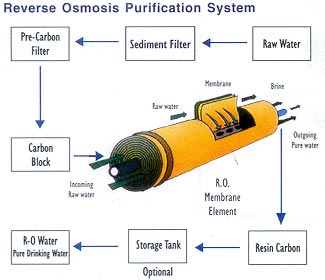 Reverse Osmosis Purification System
Pre-Carbon
Filter
Sediment Filter
Raw Water
Membrane
Brine
Raw water
Outgoing
Pure water
Carbon
Block
Incoming
Raw water
R.O.
Membrane
Element
R-O Water
Pure Drinking Water
Storage Tank
Optional
Resin Carbon